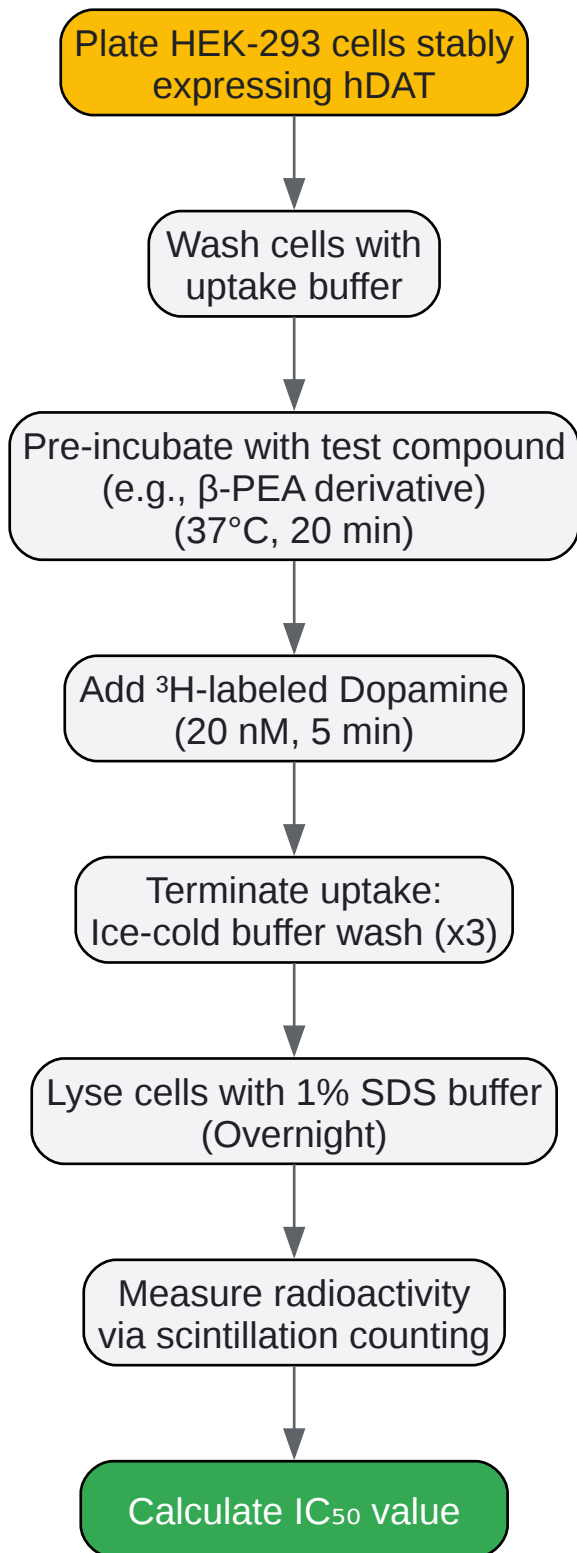 Plate HEK-293 cells stably
expressing hDAT
Wash cells with
uptake buffer
Pre-incubate with test compound
(e.g., β-PEA derivative)
(37°C, 20 min)
Add ³H-labeled Dopamine
(20 nM, 5 min)
Terminate uptake:
Ice-cold buffer wash (x3)
Lyse cells with 1% SDS buffer
(Overnight)
Measure radioactivity
via scintillation counting
Calculate IC₅₀ value